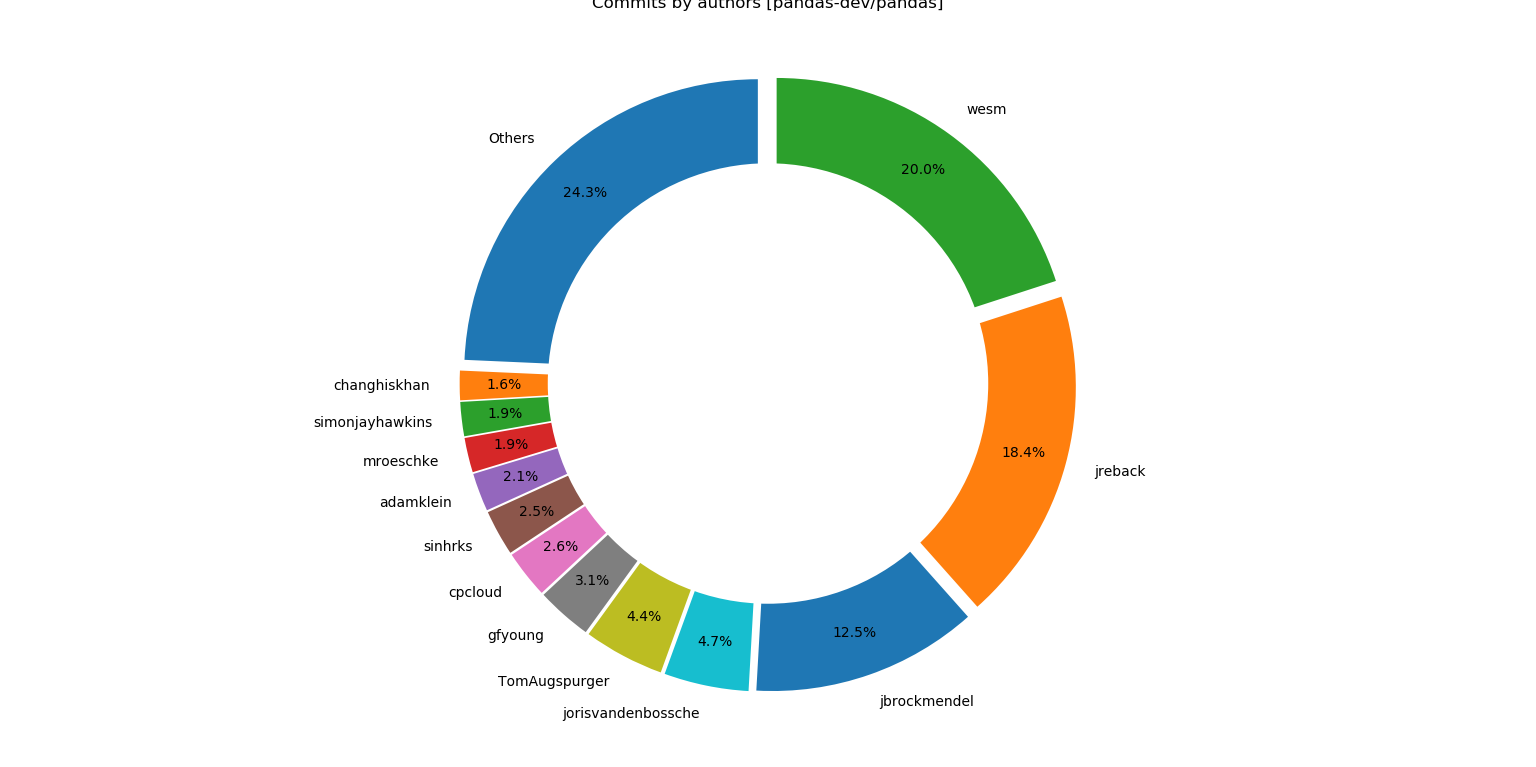 Commits by authors [pandas-dev/pandas]
wesm
20.0%
Others
24.3%
changhiskhan
1.6%
simonjayhawkins
1.9%
mroeschke
1.9%
adamklein
2.1%
sinhrks
2.5%
cpcloud
2.6%
gfyoung
3.1%
TomAugspurger
4.4%
jorisvandenbossche
4.7%
jbrockmendel
12.5%
jreback
18.4%